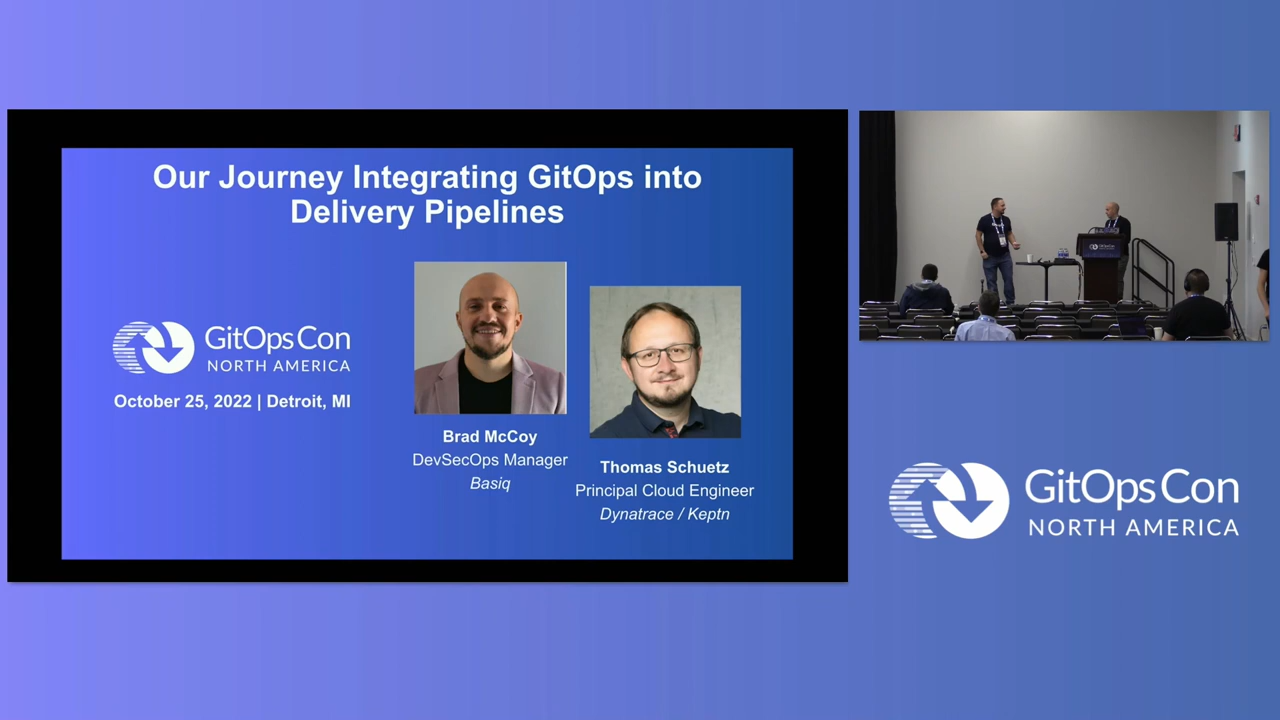 Our Journey Integrating GitOps into
Delivery Pipelines
GitOpsCon
NORTH AMERICA
October 25, 2022 | Detroit, MI
Brad McCoy
DevSecOps Manager
Basiq
Thomas Schuetz
Principal Cloud Engineer
Dynatrace / Keptn
GitOpsCon
GitOpsCon
NORTH AMERICA